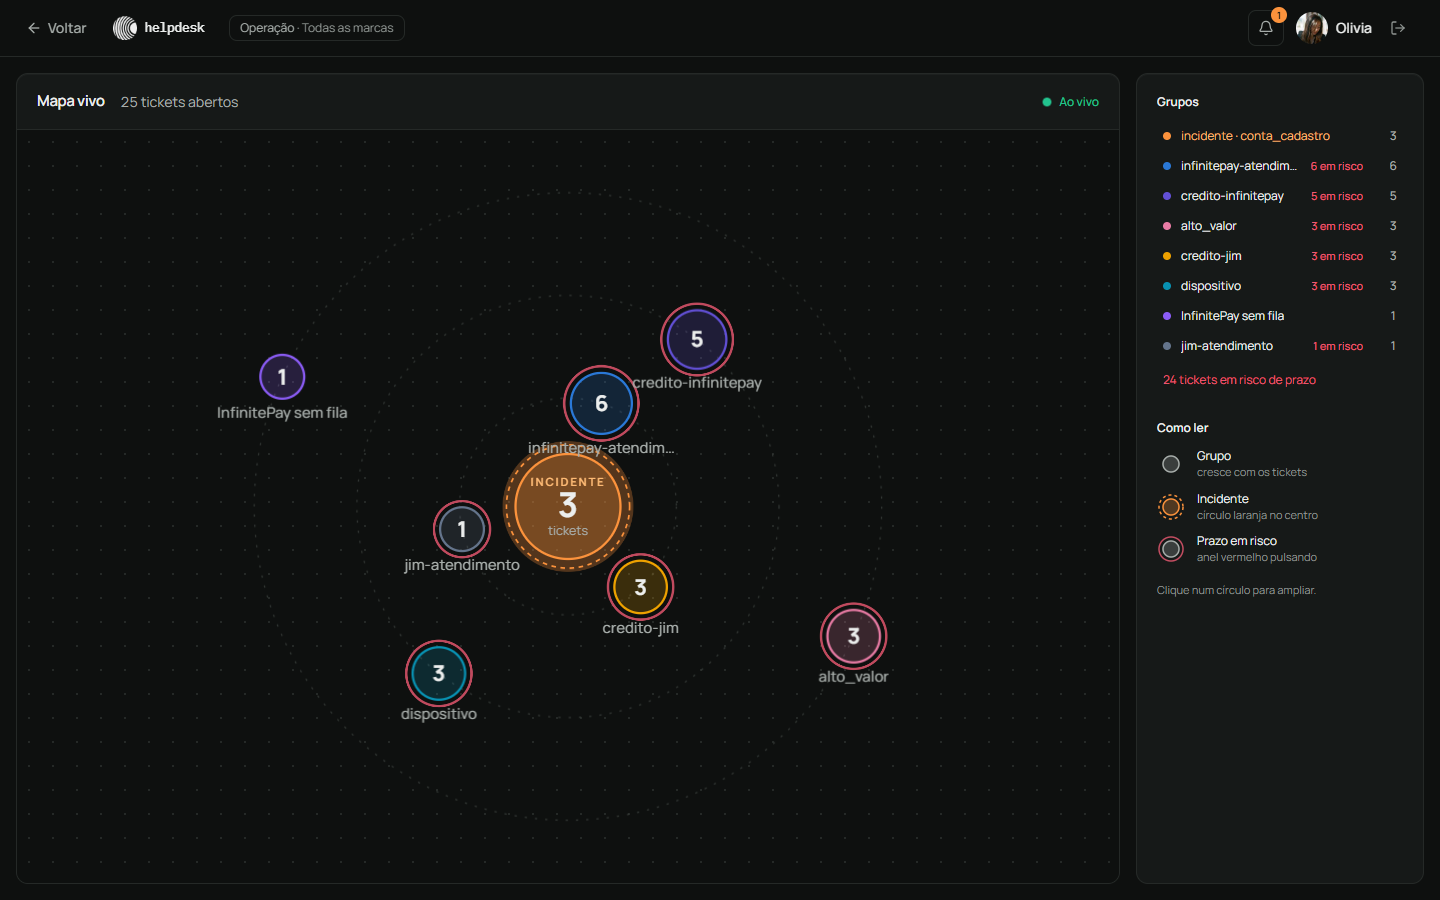 Voltar
helpdesk
Operação · Todas as marcas
1
Olivia
Mapa vivo
25 tickets abertos
Ao vivo
5
credito-infinitepay
1
InfinitePay sem fila
6
infinitepay-atendim...
INCIDENTE
3
tickets
1
jim-atendimento
3
credito-jim
3
alto_valor
3
dispositivo
Grupos
incidente · conta_cadastro 3
infinitepay-atendim... 6 em risco 6
credito-infinitepay 5 em risco 5
alto_valor 3 em risco 3
credito-jim 3 em risco 3
dispositivo 3 em risco 3
InfinitePay sem fila 1
jim-atendimento 1 em risco 1
24 tickets em risco de prazo
Como ler
Grupo
cresce com os tickets
Incidente
círculo laranja no centro
Prazo em risco
anel vermelho pulsando
Clique num círculo para ampliar.